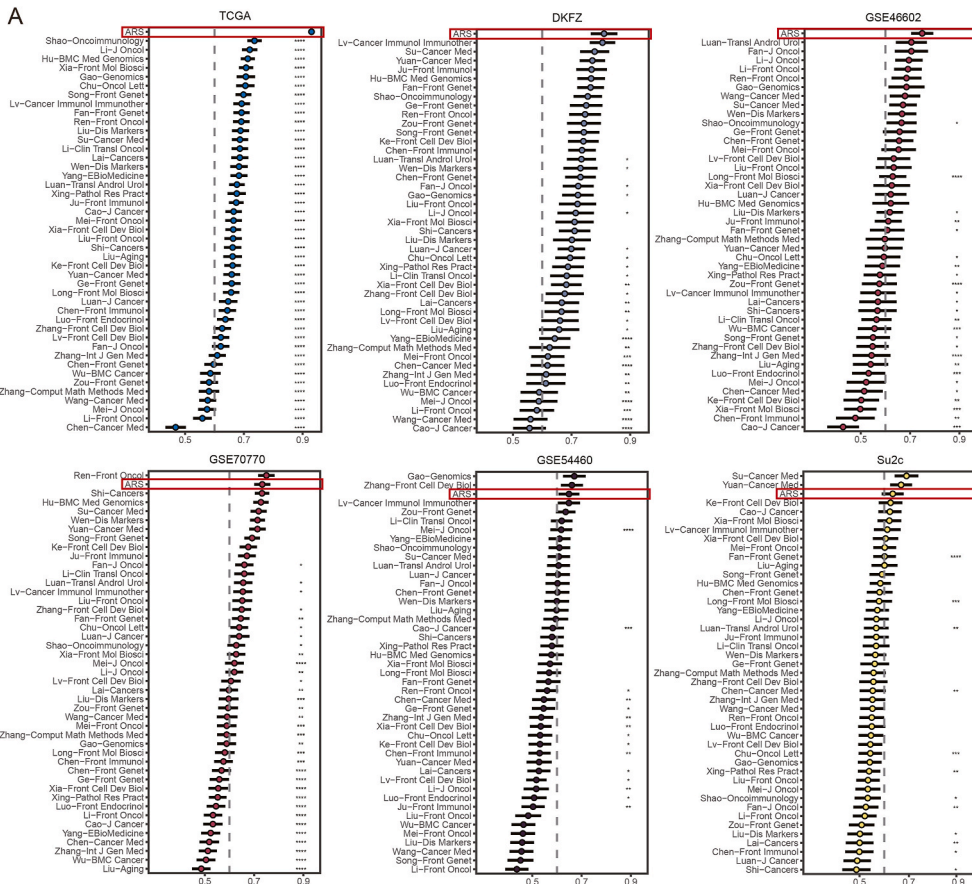 A
TCGA
ARS
Shao-Oncoimmunology
Li-J Oncol
Hu-BMC Med Genomics
Xia-Front Mol Biosci
Gao-Genomics
Chu-Oncol Lett
Song-Front Genet
Lv-Cancer Immunol Immunother
Fan-Front Genet
Ren-Front Oncol
Liu-Dis Markers
Su-Cancer Med
Li-Clin Transl Oncol
Lai-Cancers
Wen-Dis Markers
Yang-EBioMedicine
Luan-Transl Androl Urol
Xing-Pathol Res Pract
Ju-Front Immunol
Cao-J Cancer
Mei-Front Oncol
Xia-Front Cell Dev Biol
Liu-Front Oncol
Shi-Cancers
Liu-Aging
Ke-Front Cell Dev Biol
Yuan-Cancer Med
Ge-Front Genet
Long-Front Mol Biosci
Luan-J Cancer
Chen-Front Immunol
Luo-Front Endocrinol
Zhang-Front Cell Dev Biol
Lv-Front Cell Dev Biol
Fan-J Oncol
Zhang-Int J Gen Med
Chen-Front Genet
Wu-BMC Cancer
Zou-Front Genet
Zhang-Comput Math Methods Med
Wang-Cancer Med
Mei-J Oncol
Li-Front Oncol
Chen-Cancer Med
0.5 0.7 0.9
DKFZ
ARS
Lv-Cancer Immunol Immunother
Su-Cancer Med
Yuan-Cancer Med
Ju-Front Immunol
Hu-BMC Med Genomics
Fan-Front Genet
Shao-Oncoimmunology
Ge-Front Genet
Ren-Front Oncol
Zou-Front Genet
Song-Front Genet
Ke-Front Cell Dev Biol
Chen-Front Immunol
Luan-Transl Androl Urol
Wen-Dis Markers
Chen-Front Genet
Fan-J Oncol
Gao-Genomics
Liu-Front Oncol
Li-J Oncol
Xia-Front Mol Biosci
Shi-Cancers
Liu-Dis Markers
Luan-J Cancer
Chu-Oncol Lett
Xing-Pathol Res Pract
Li-Clin Transl Oncol
Xia-Front Cell Dev Biol
Zhang-Front Cell Dev Biol
Lai-Cancers
Long-Front Mol Biosci
Lv-Front Cell Dev Biol
Liu-Aging
Yang-EBioMedicine
Zhang-Comput Math Methods Med
Mei-Front Oncol
Chen-Cancer Med
Zhang-Int J Gen Med
Luo-Front Endocrinol
Wu-BMC Cancer
Mei-J Oncol
Li-Front Oncol
Wang-Cancer Med
Cao-J Cancer
0.5 0.7 0.9
GSE46602
ARS
Luan-Transl Androl Urol
Fan-J Oncol
Li-J Oncol
Li-Front Oncol
Ren-Front Oncol
Gao-Genomics
Wang-Cancer Med
Su-Cancer Med
Wen-Dis Markers
Shao-Oncoimmunology
Ge-Front Genet
Chen-Front Genet
Mei-Front Oncol
Lv-Front Cell Dev Biol
Liu-Front Oncol
Long-Front Mol Biosci
Xia-Front Cell Dev Biol
Luan-J Cancer
Hu-BMC Med Genomics
Liu-Dis Markers
Ju-Front Immunol
Fan-Front Genet
Zhang-Comput Math Methods Med
Yuan-Cancer Med
Chu-Oncol Lett
Yang-EBioMedicine
Xing-Pathol Res Pract
Zou-Front Genet
Lv-Cancer Immunol Immunother
Lai-Cancers
Shi-Cancers
Li-Clin Transl Oncol
Wu-BMC Cancer
Song-Front Genet
Zhang-Front Cell Dev Biol
Zhang-Int J Gen Med
Liu-Aging
Luo-Front Endocrinol
Mei-J Oncol
Chen-Cancer Med
Ke-Front Cell Dev Biol
Xia-Front Mol Biosci
Chen-Front Immunol
Cao-J Cancer
0.5 0.7 0.9
GSE70770
Ren-Front Oncol
ARS
Shi-Cancers
Hu-BMC Med Genomics
Su-Cancer Med
Wen-Dis Markers
Yuan-Cancer Med
Song-Front Genet
Ke-Front Cell Dev Biol
Ju-Front Immunol
Fan-J Oncol
Li-Clin Transl Oncol
Luan-Transl Androl Urol
Lv-Cancer Immunol Immunother
Liu-Front Oncol
Zhang-Front Cell Dev Biol
Fan-Front Genet
Chu-Oncol Lett
Luan-J Cancer
Shao-Oncoimmunology
Xia-Front Mol Biosci
Mei-J Oncol
Li-J Oncol
Lv-Front Cell Dev Biol
Lai-Cancers
Liu-Dis Markers
Zou-Front Genet
Wang-Cancer Med
Mei-Front Oncol
Zhang-Comput Math Methods Med
Gao-Genomics
Long-Front Mol Biosci
Chen-Front Immunol
Chen-Front Genet
Ge-Front Genet
Xia-Front Cell Dev Biol
Xing-Pathol Res Pract
Luo-Front Endocrinol
Li-Front Oncol
Cao-J Cancer
Yang-EBioMedicine
Chen-Cancer Med
Zhang-Int J Gen Med
Wu-BMC Cancer
Liu-Aging
0.5 0.7 0.9
GSE54460
Gao-Genomics
Zhang-Front Cell Dev Biol
ARS
Lv-Cancer Immunol Immunother
Zou-Front Genet
Li-Clin Transl Oncol
Mei-J Oncol
Yang-EBioMedicine
Shao-Oncoimmunology
Su-Cancer Med
Luan-Transl Androl Urol
Luan-J Cancer
Fan-J Oncol
Chen-Front Genet
Wen-Dis Markers
Liu-Aging
Zhang-Comput Math Methods Med
Cao-J Cancer
Shi-Cancers
Xing-Pathol Res Pract
Hu-BMC Med Genomics
Xia-Front Mol Biosci
Long-Front Mol Biosci
Fan-Front Genet
Ren-Front Oncol
Chen-Cancer Med
Ge-Front Genet
Zhang-Int J Gen Med
Xia-Front Cell Dev Biol
Chu-Oncol Lett
Ke-Front Cell Dev Biol
Chen-Front Immunol
Yuan-Cancer Med
Lai-Cancers
Lv-Front Cell Dev Biol
Li-J Oncol
Luo-Front Endocrinol
Ju-Front Immunol
Liu-Front Oncol
Wu-BMC Cancer
Mei-Front Oncol
Liu-Dis Markers
Wang-Cancer Med
Song-Front Genet
Li-Front Oncol
0.5 0.7 0.9
Su2c
Su-Cancer Med
Yuan-Cancer Med
ARS
Ke-Front Cell Dev Biol
Cao-J Cancer
Xia-Front Mol Biosci
Lv-Cancer Immunol Immunother
Xia-Front Cell Dev Biol
Mei-Front Oncol
Fan-Front Genet
Liu-Aging
Song-Front Genet
Hu-BMC Med Genomics
Chen-Front Genet
Long-Front Mol Biosci
Yang-EBioMedicine
Li-J Oncol
Luan-Transl Androl Urol
Ju-Front Immunol
Li-Clin Transl Oncol
Wen-Dis Markers
Ge-Front Genet
Zhang-Comput Math Methods Med
Zhang-Front Cell Dev Biol
Chen-Cancer Med
Zhang-Int J Gen Med
Wang-Cancer Med
Ren-Front Oncol
Luo-Front Endocrinol
Wu-BMC Cancer
Lv-Front Cell Dev Biol
Chu-Oncol Lett
Gao-Genomics
Xing-Pathol Res Pract
Liu-Front Oncol
Mei-J Oncol
Shao-Oncoimmunology
Fan-J Oncol
Li-Front Oncol
Zou-Front Genet
Liu-Dis Markers
Lai-Cancers
Chen-Front Immunol
Luan-J Cancer
Shi-Cancers
0.5 0.7 0.9